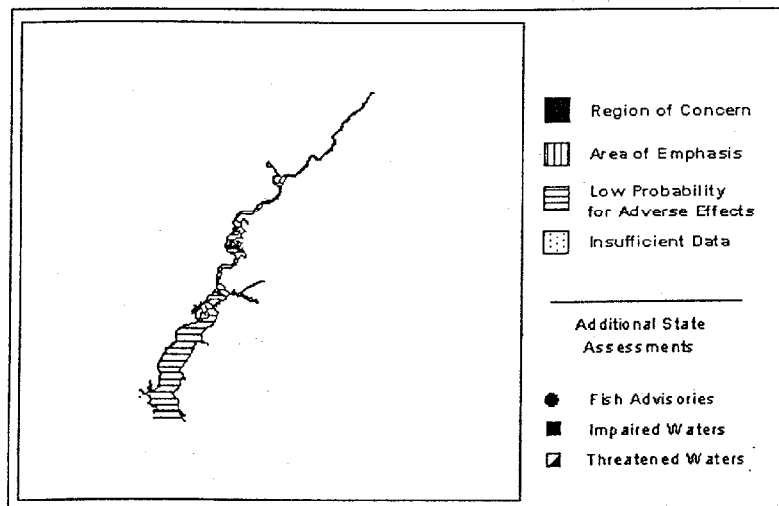 Region of Concern
Area of Emphasis
Low Probability
for Adverse Effects
Insufficient Data
Additional State
Assessments
Fish Advisories
Impaired Waters
Threatened Waters